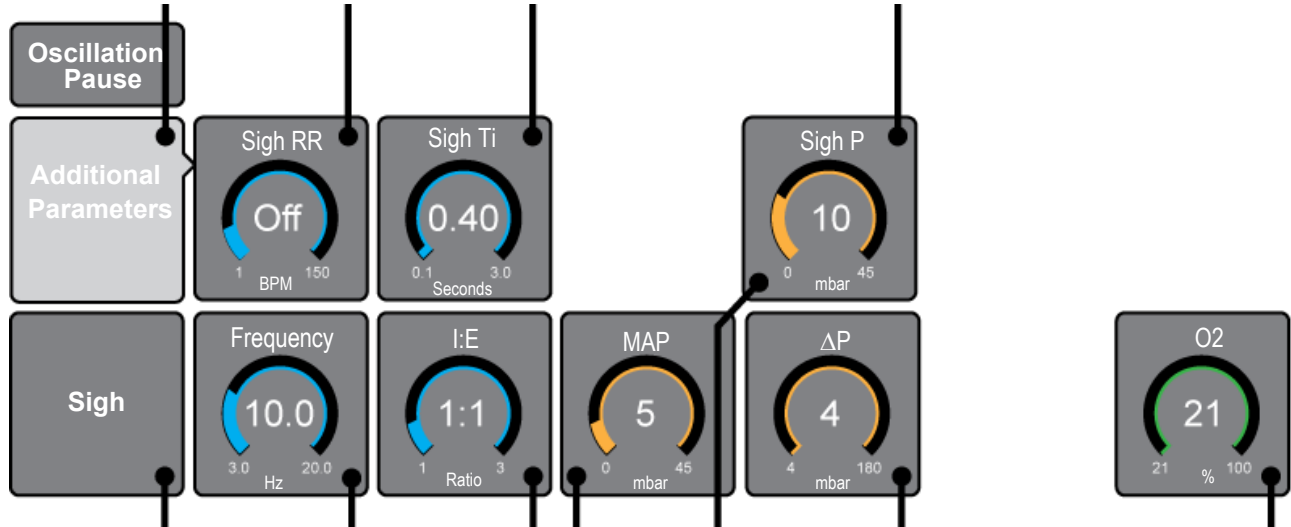 Oscillation
Pause
Additional
Parameters
Sigh RR
Off
1 150
BPM
Sigh Ti
0.40
0.1 3.0
Seconds
Sigh P
10
0 45
mbar
Sigh
Frequency
10.0
3.0 20.0
Hz
I:E
1:1
1 3
Ratio
MAP
5
0 45
mbar
ΔP
4
4 180
mbar
O2
21
21 100
%